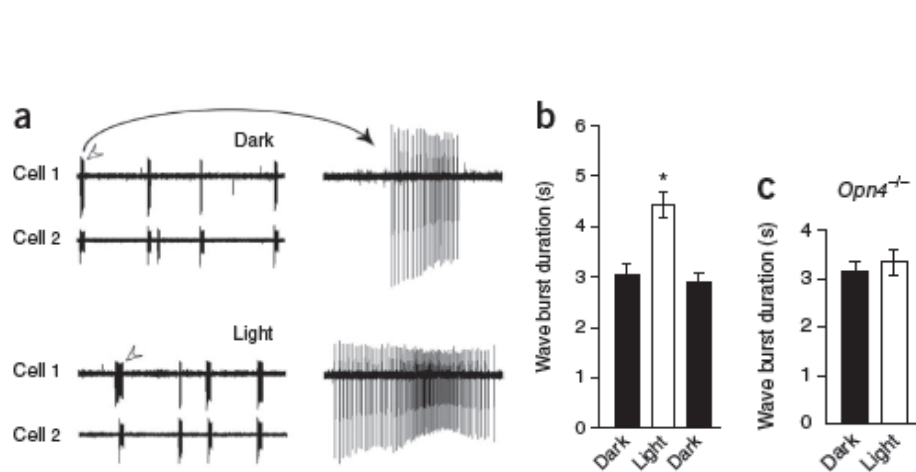 a
Dark
Cell 1
Cell 2
Light
Cell 1
Cell 2
b
Wave burst duration (s)
6
5
4
3
2
1
0
*
Dark
Light
Dark
c
Opn4–/–
Wave burst duration (s)
4
3
2
1
0
Dark
Light